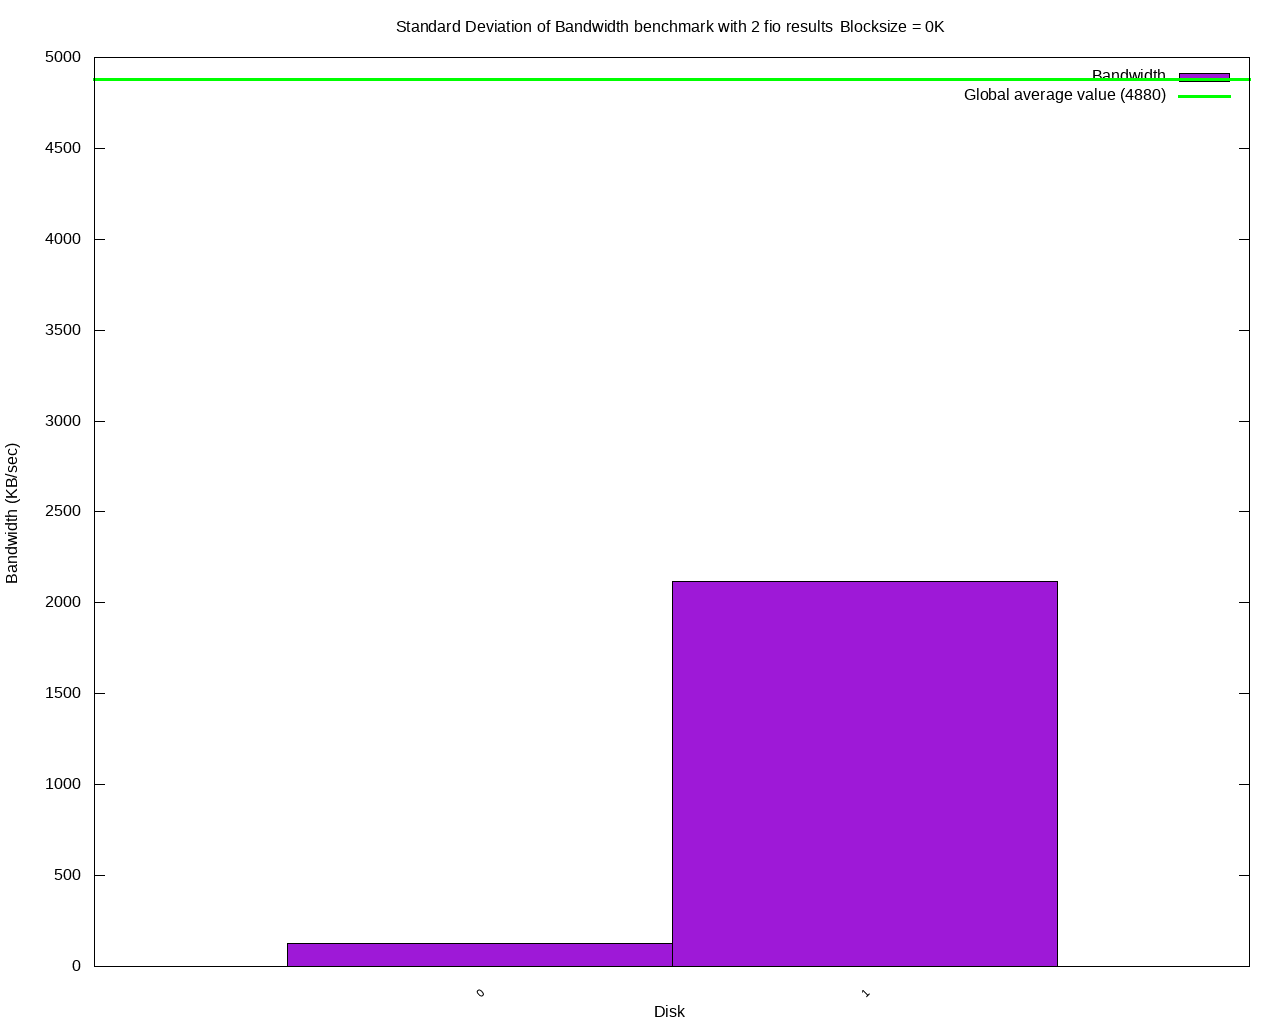 Standard Deviation of Bandwidth benchmark with 2 fio results Blocksize = 0K
5000
Bandwidth
Global average value (4880)
4500
4000
3500
3000
2500
2000
1500
1000
500
0
Bandwidth (KB/sec)
0
1
Disk